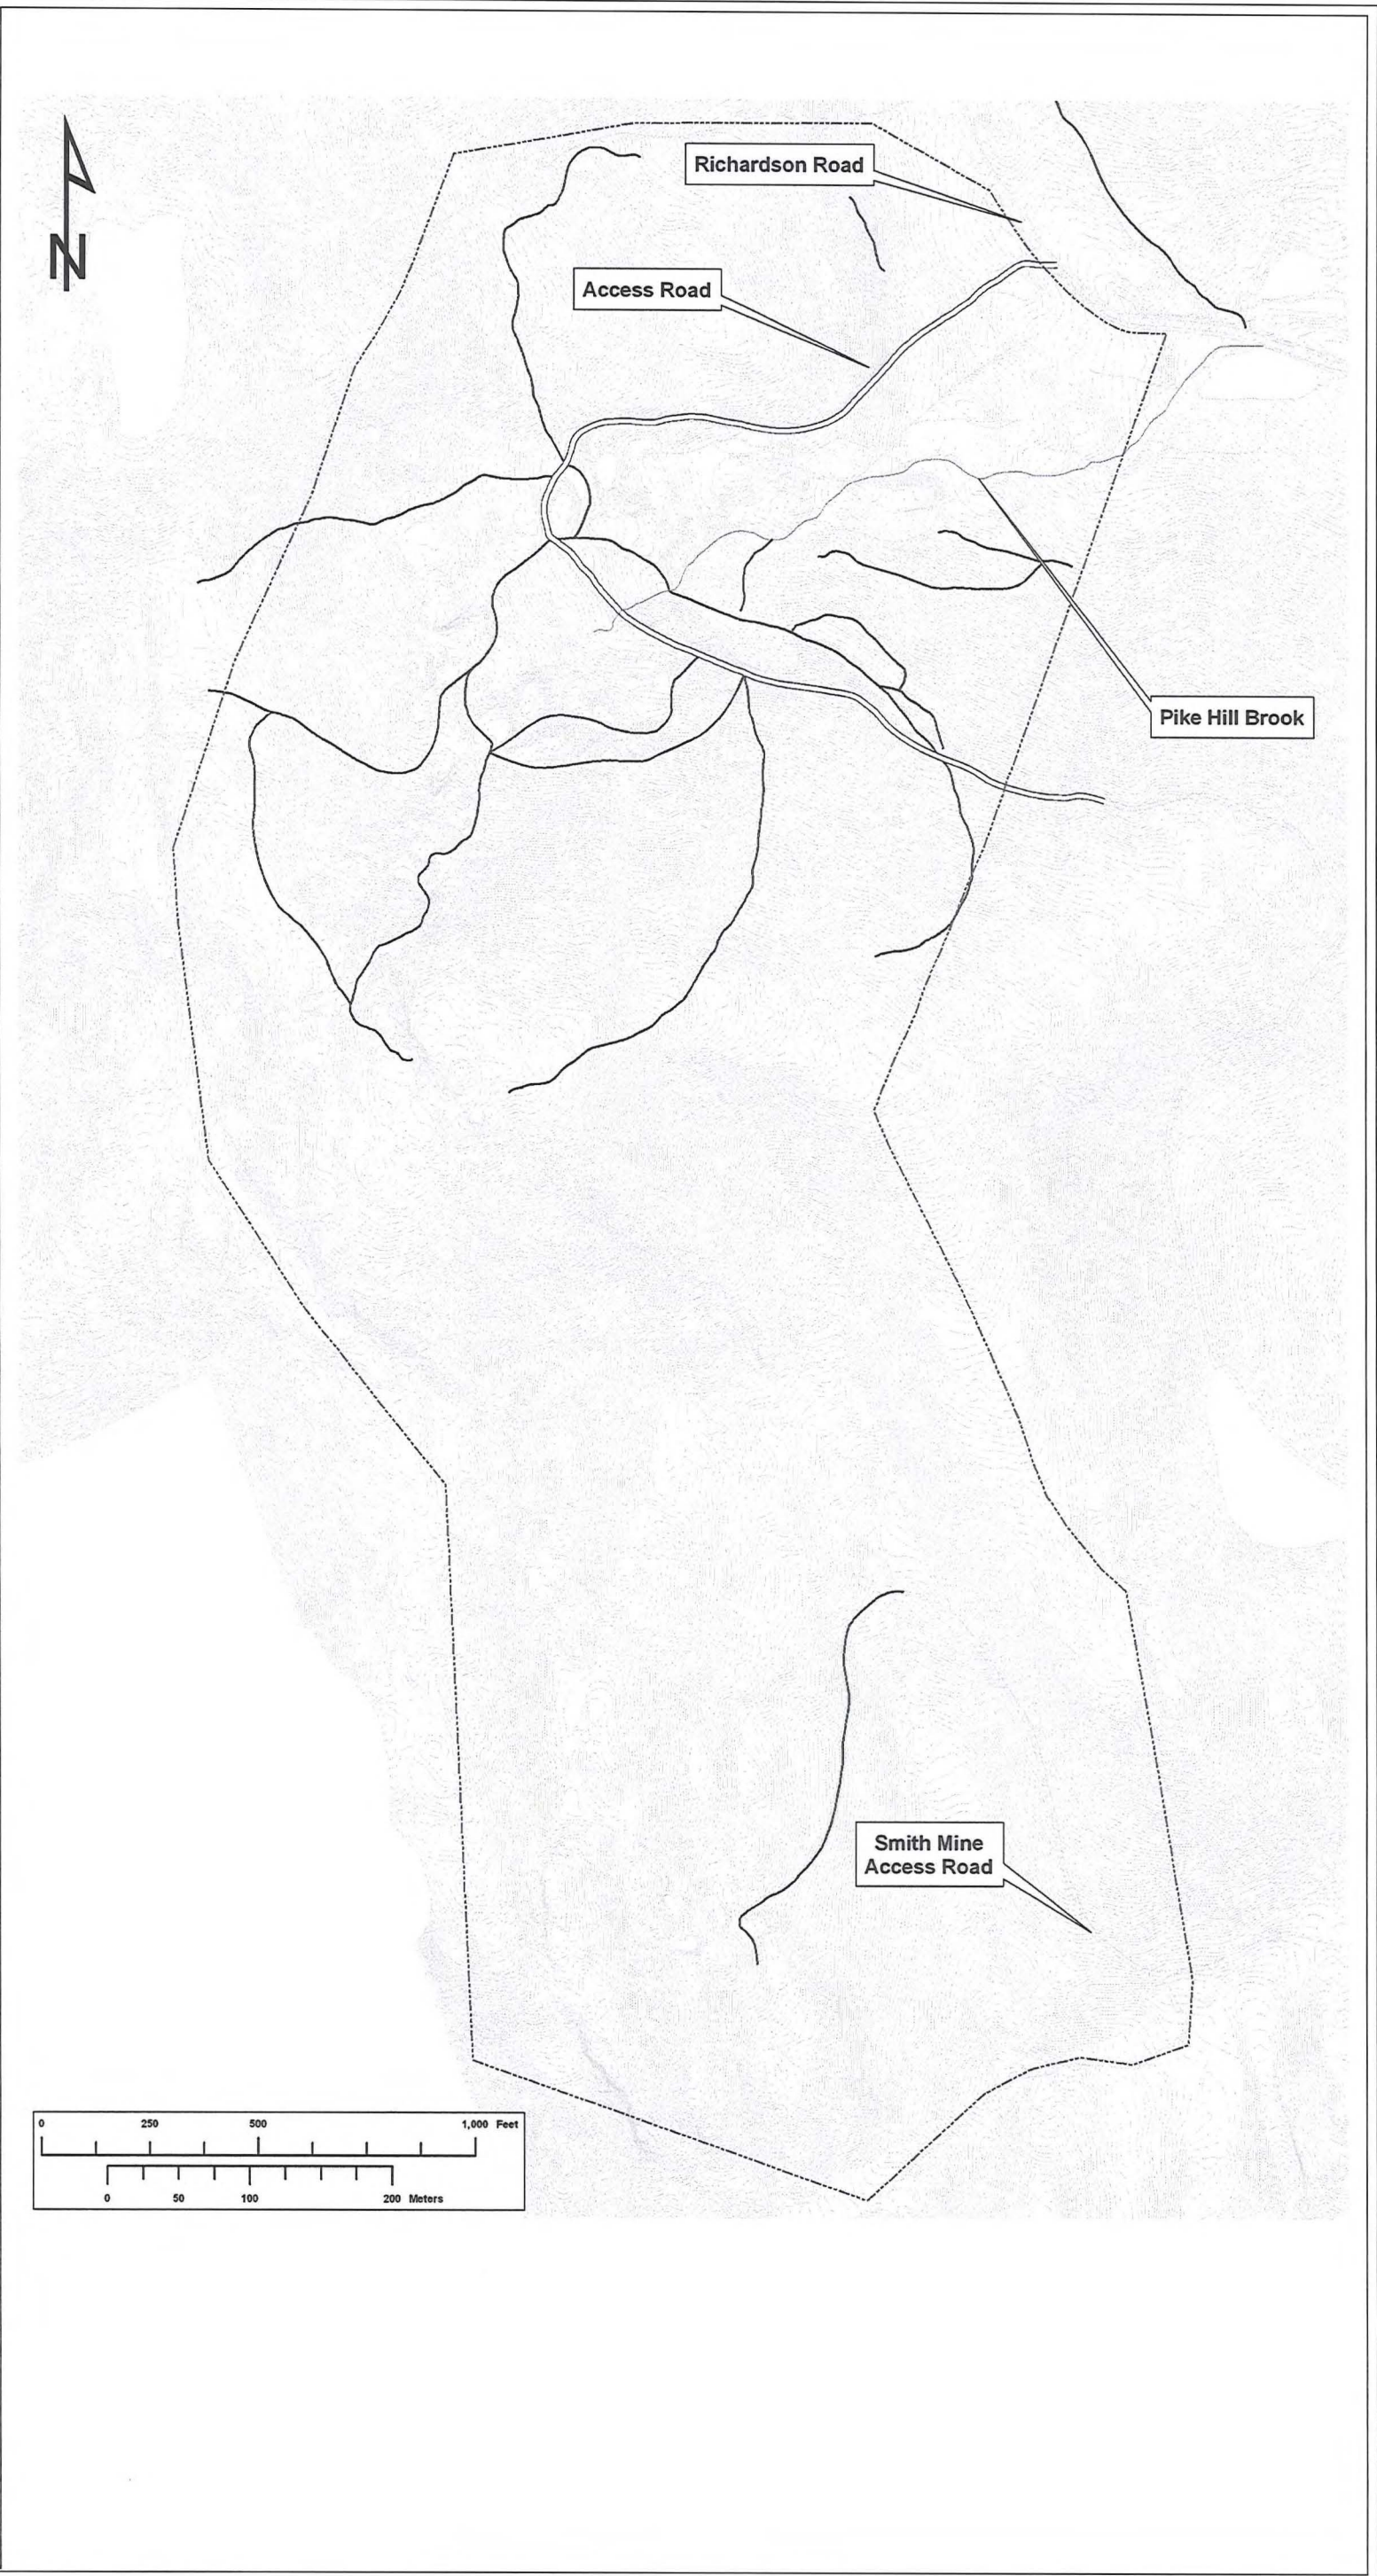 Richardson Road
Access Road
N
Pike Hill Brook
Smith Mine
Access Road
0 250 500 1,000 Feet
0 50 100 200 Meters